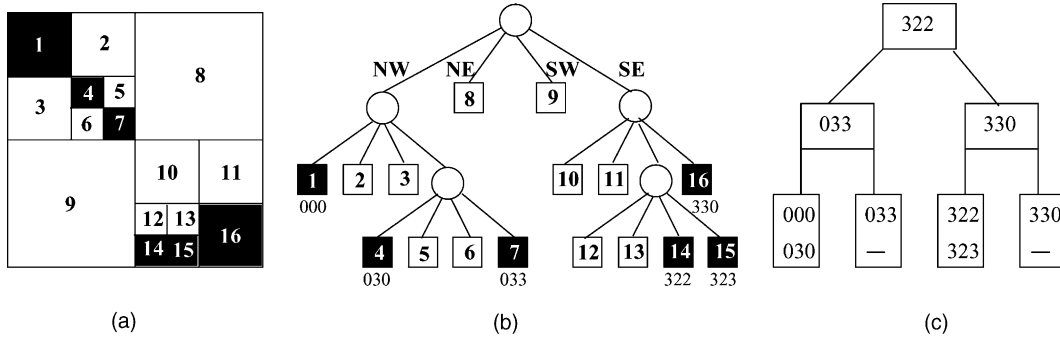 1 2 8
3 4 5
6 7
9 10 11
12 13 16
14 15
(a)
NW NE SW SE
8 9
1 2 3 10 11 16
000 330
4 5 6 7 12 13 14 15
030 033 322 323
(b)
322
033 330
000 033 322 330
030 — 323 —
(c)